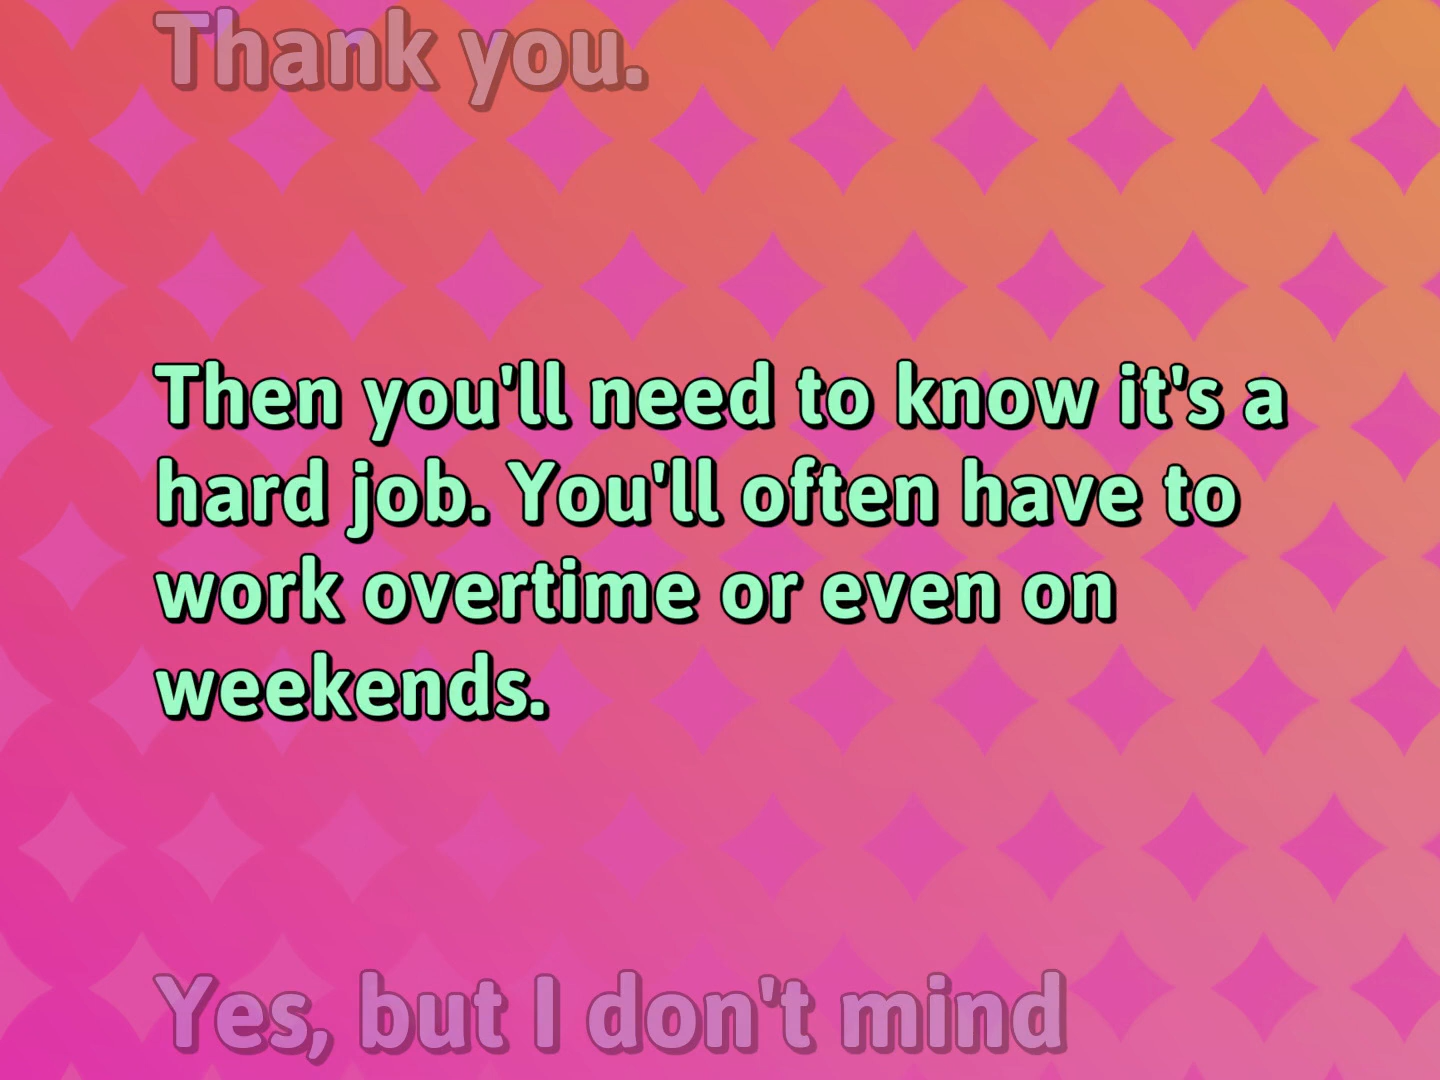 Thank you.
Then you'll need to know it's a
hard job. You'll often have to
work overtime or even on
weekends.
Yes, but I don't mind